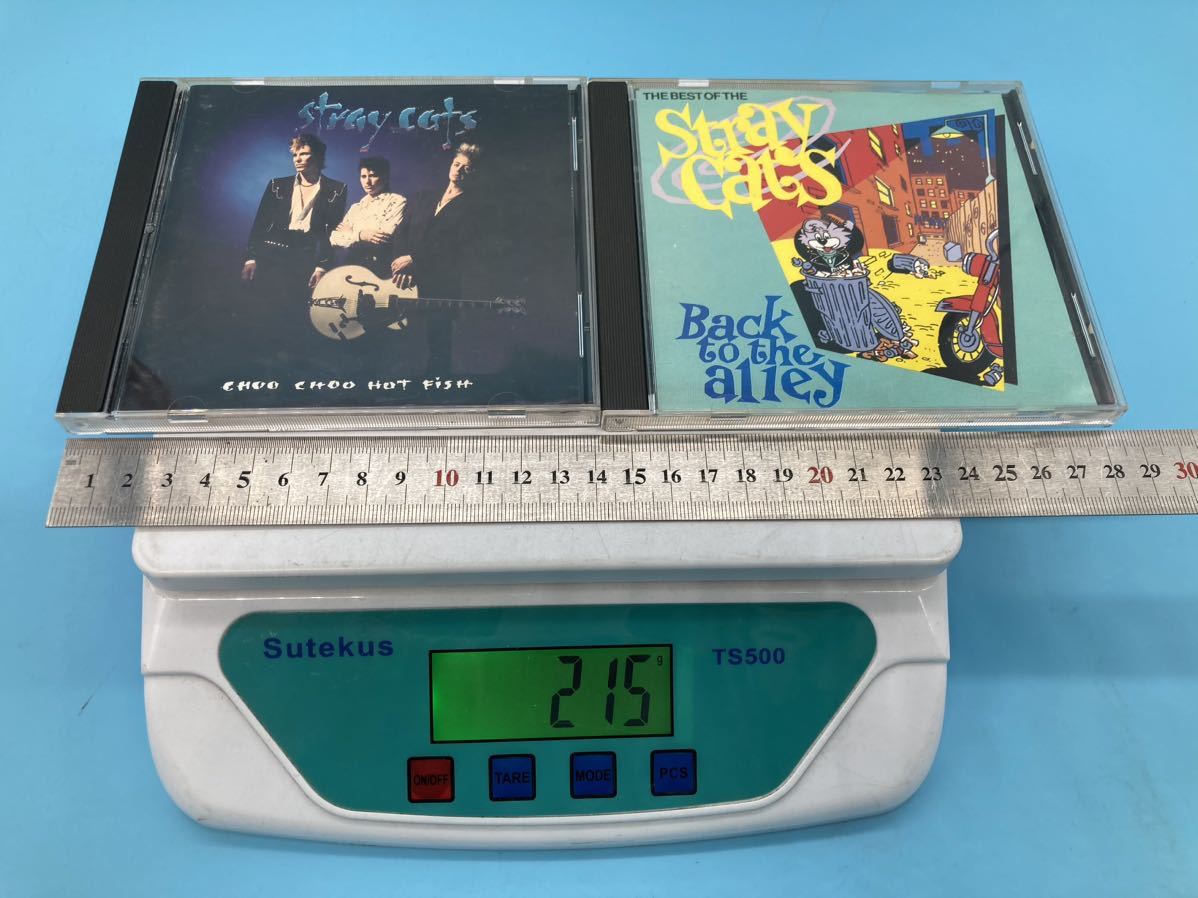 stray cats
CHOO CHOO HOT FISH
THE BEST OF THE
Stray
Cats
Back
to the
alley
1 2 3 4 5 6 7 8 9 10 11 12 13 14 15 16 17 18 19 20 21 22 23 24 25 26 27 28 29 30
Sutekus
TS500
215 g
ON/OFF TARE MODE PCS